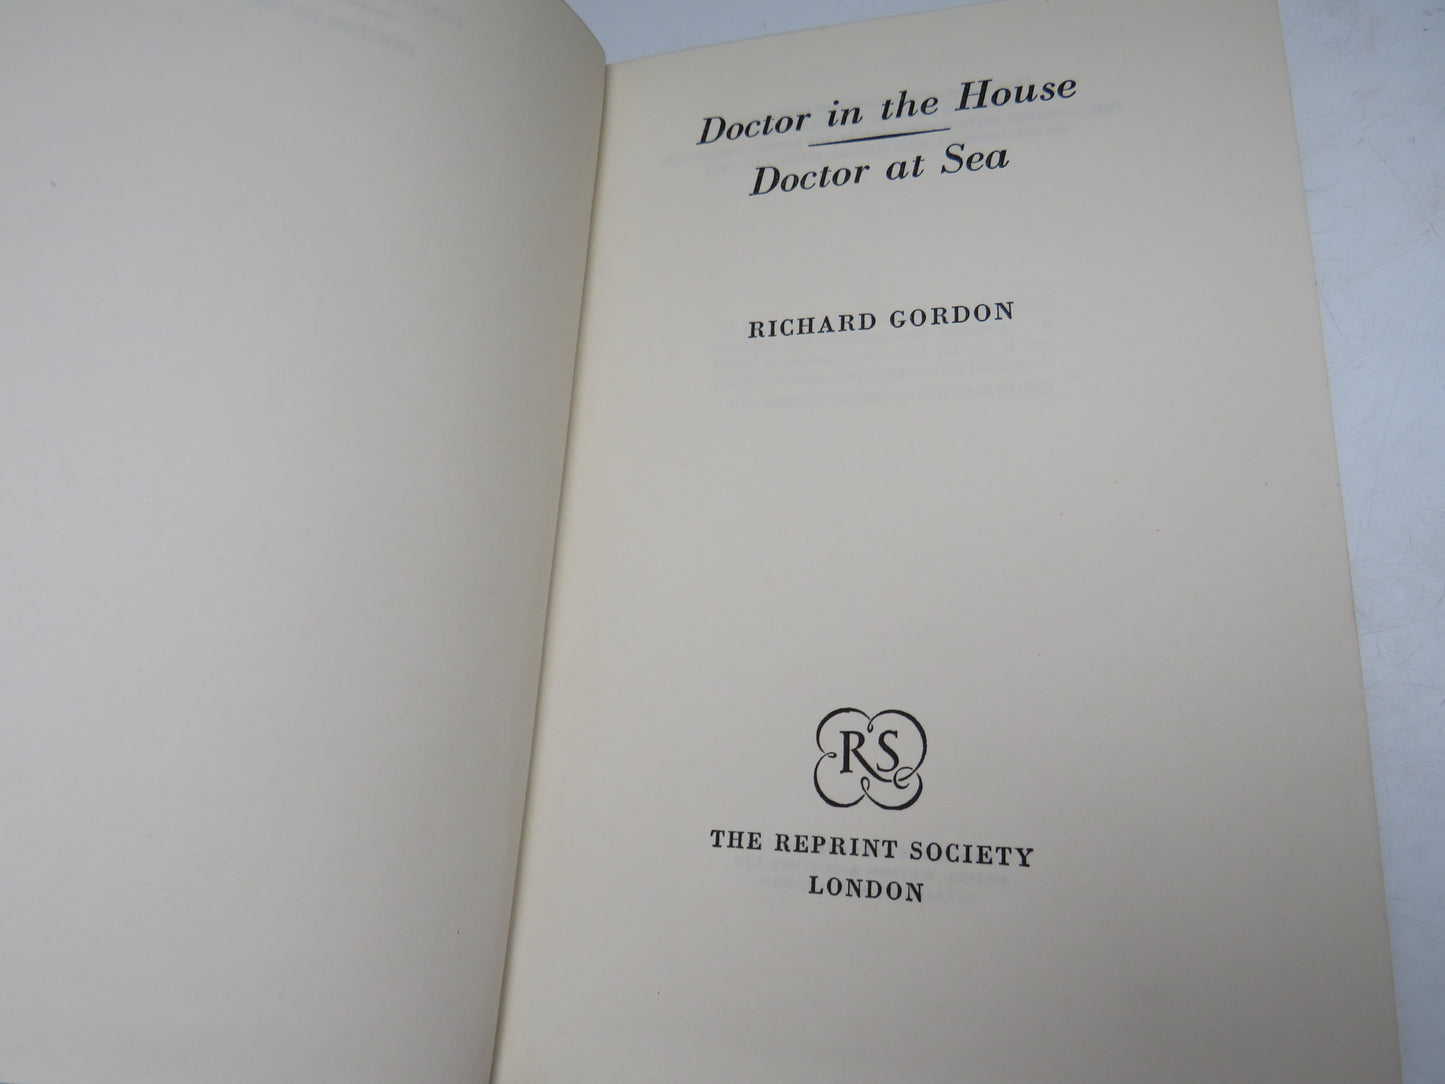 Doctor in the House
Doctor at Sea
RICHARD GORDON
RS
THE REPRINT SOCIETY
LONDON